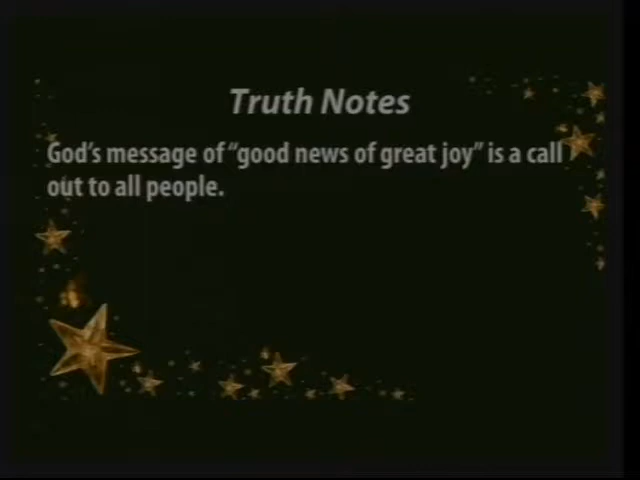 Truth Notes
God's message of “good news of great joy” is a call
out to all people.